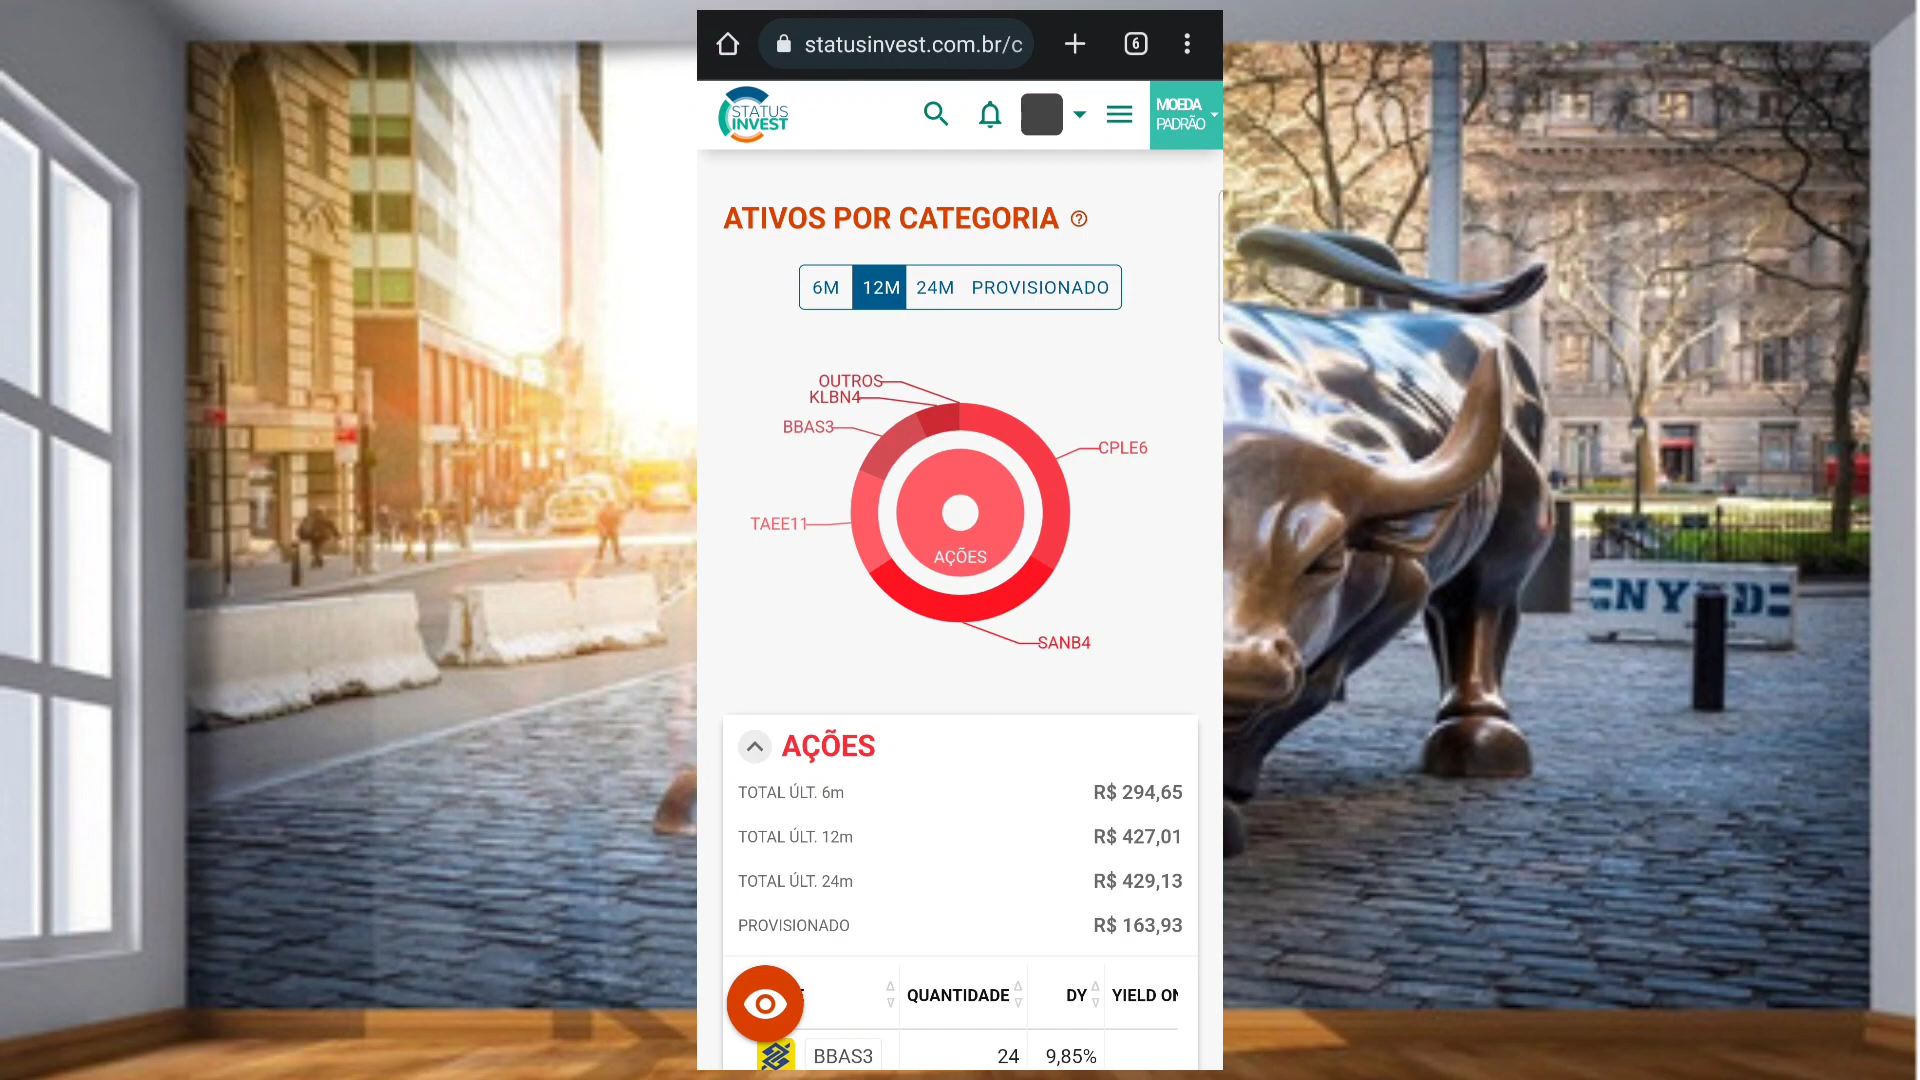 statusinvest.com.br/c
6
STATUS
INVEST
MOEDA
PADRÃO
ATIVOS POR CATEGORIA
6M 12M 24M PROVISIONADO
OUTROS
KLBN4
BBAS3
CPLE6
TAEE11
AÇÕES
SANB4
AÇÕES
TOTAL ÚLT. 6m R$ 294,65
TOTAL ÚLT. 12m R$ 427,01
TOTAL ÚLT. 24m R$ 429,13
PROVISIONADO R$ 163,93
QUANTIDADE DY YIELD
BBAS3 24 9,85%